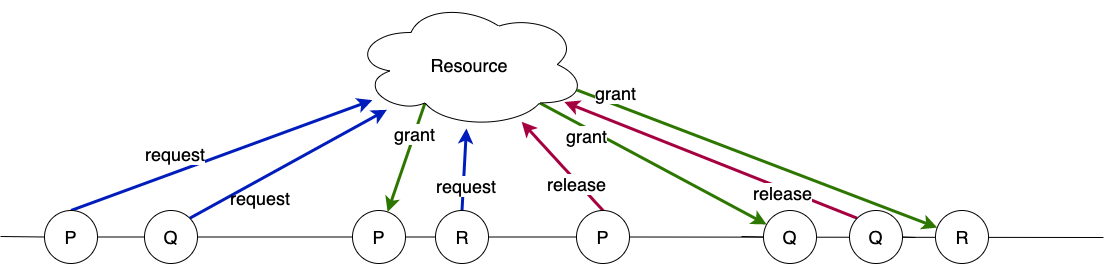 Resource
grant
grant
grant
request
request
request
release
release
P
Q
P
R
P
Q
Q
R